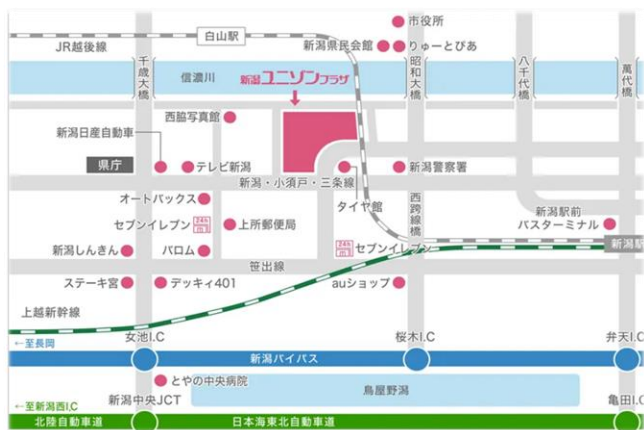 市役所
白山駅
JR越後線
新潟県民会館
りゅーとぴあ
千歳大橋
昭和大橋
八千代橋
萬代橋
信濃川
新潟ユニゾンプラザ
西脇写真館
新潟日産自動車
県庁
テレビ新潟
新潟警察署
新潟・小須戸・三条線
タイヤ館
オートバックス
西跨線橋
新潟駅前
バスターミナル
セブンイレブン
上所郵便局
セブンイレブン
新潟駅
新潟しんきん
パロム
笹出線
ステーキ宮
デッキィ401
auショップ
上越新幹線
女池I.C
桜木I.C
弁天I.C
←至長岡
新潟バイパス
とやの中央病院
鳥屋野潟
←至新潟西I.C
新潟中央JCT
亀田I.C
北陸自動車道
日本海東北自動車道